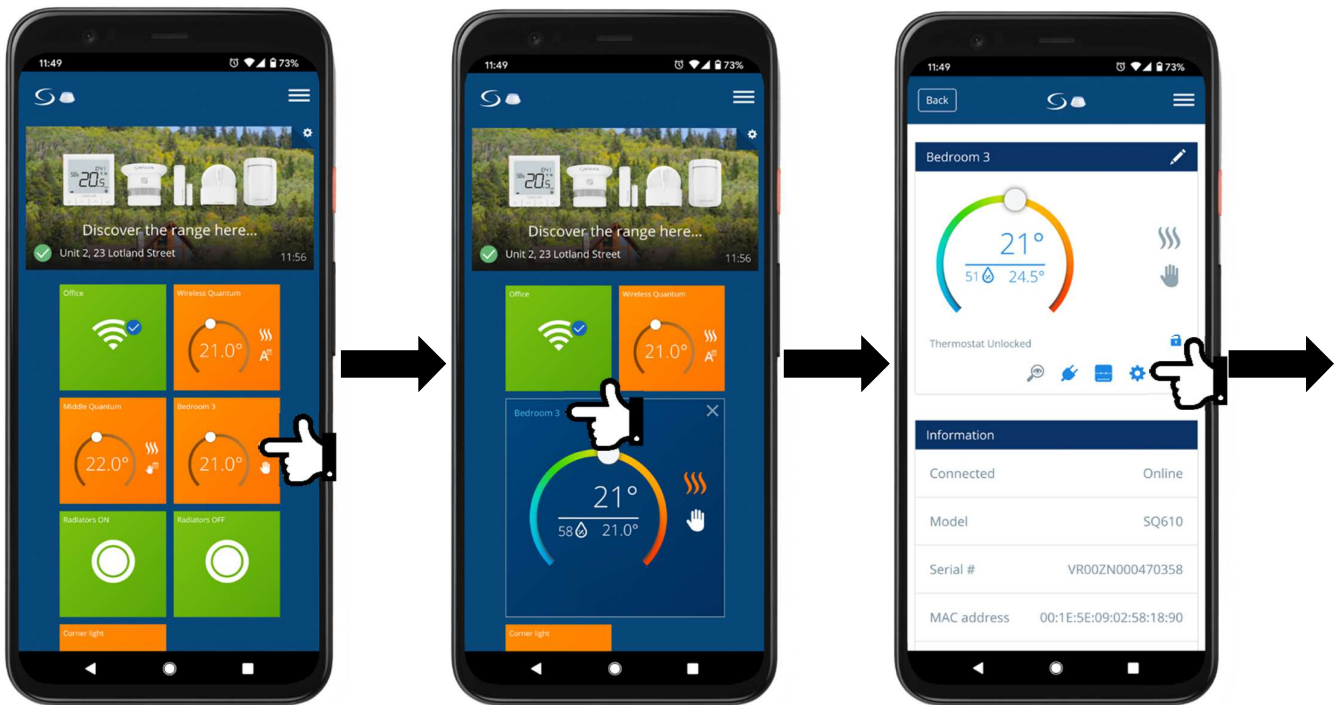 11:49
73%
Discover the range here...
Unit 2, 23 Lotland Street
11:56
Office
Wireless Quantum
21.0°
A
Middle Quantum
Bedroom 3
22.0°
21.0°
Radiators ON
Radiators OFF
Corner light
11:49
73%
Discover the range here...
Unit 2, 23 Lotland Street
11:56
Office
Wireless Quantum
21.0°
A
Bedroom 3
21°
58 21.0°
Corner light
11:49
73%
Back
Bedroom 3
21°
51 24.5°
Thermostat Unlocked
Information
Connected Online
Model SQ610
Serial # VR00ZN000470358
MAC address 00:1E:5E:09:02:58:18:90